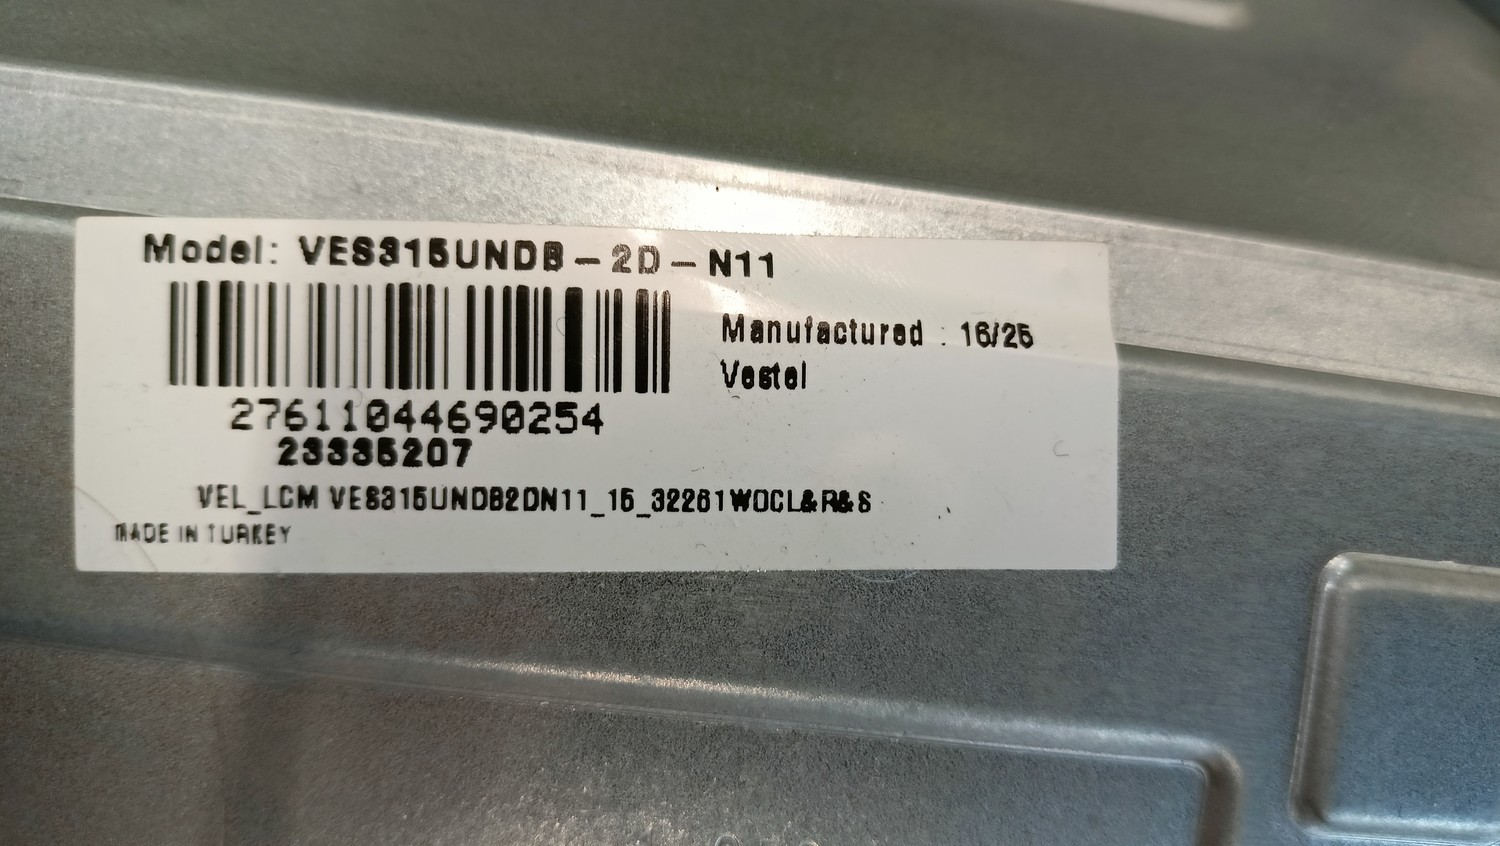 Model: VES315UNDB-2D-N11
Manufactured : 16/25
Vestel
27611044690254
23335207
VEL_LCM VES315UNDB2DN11_15_32261WOCL&R&S
MADE IN TURKEY